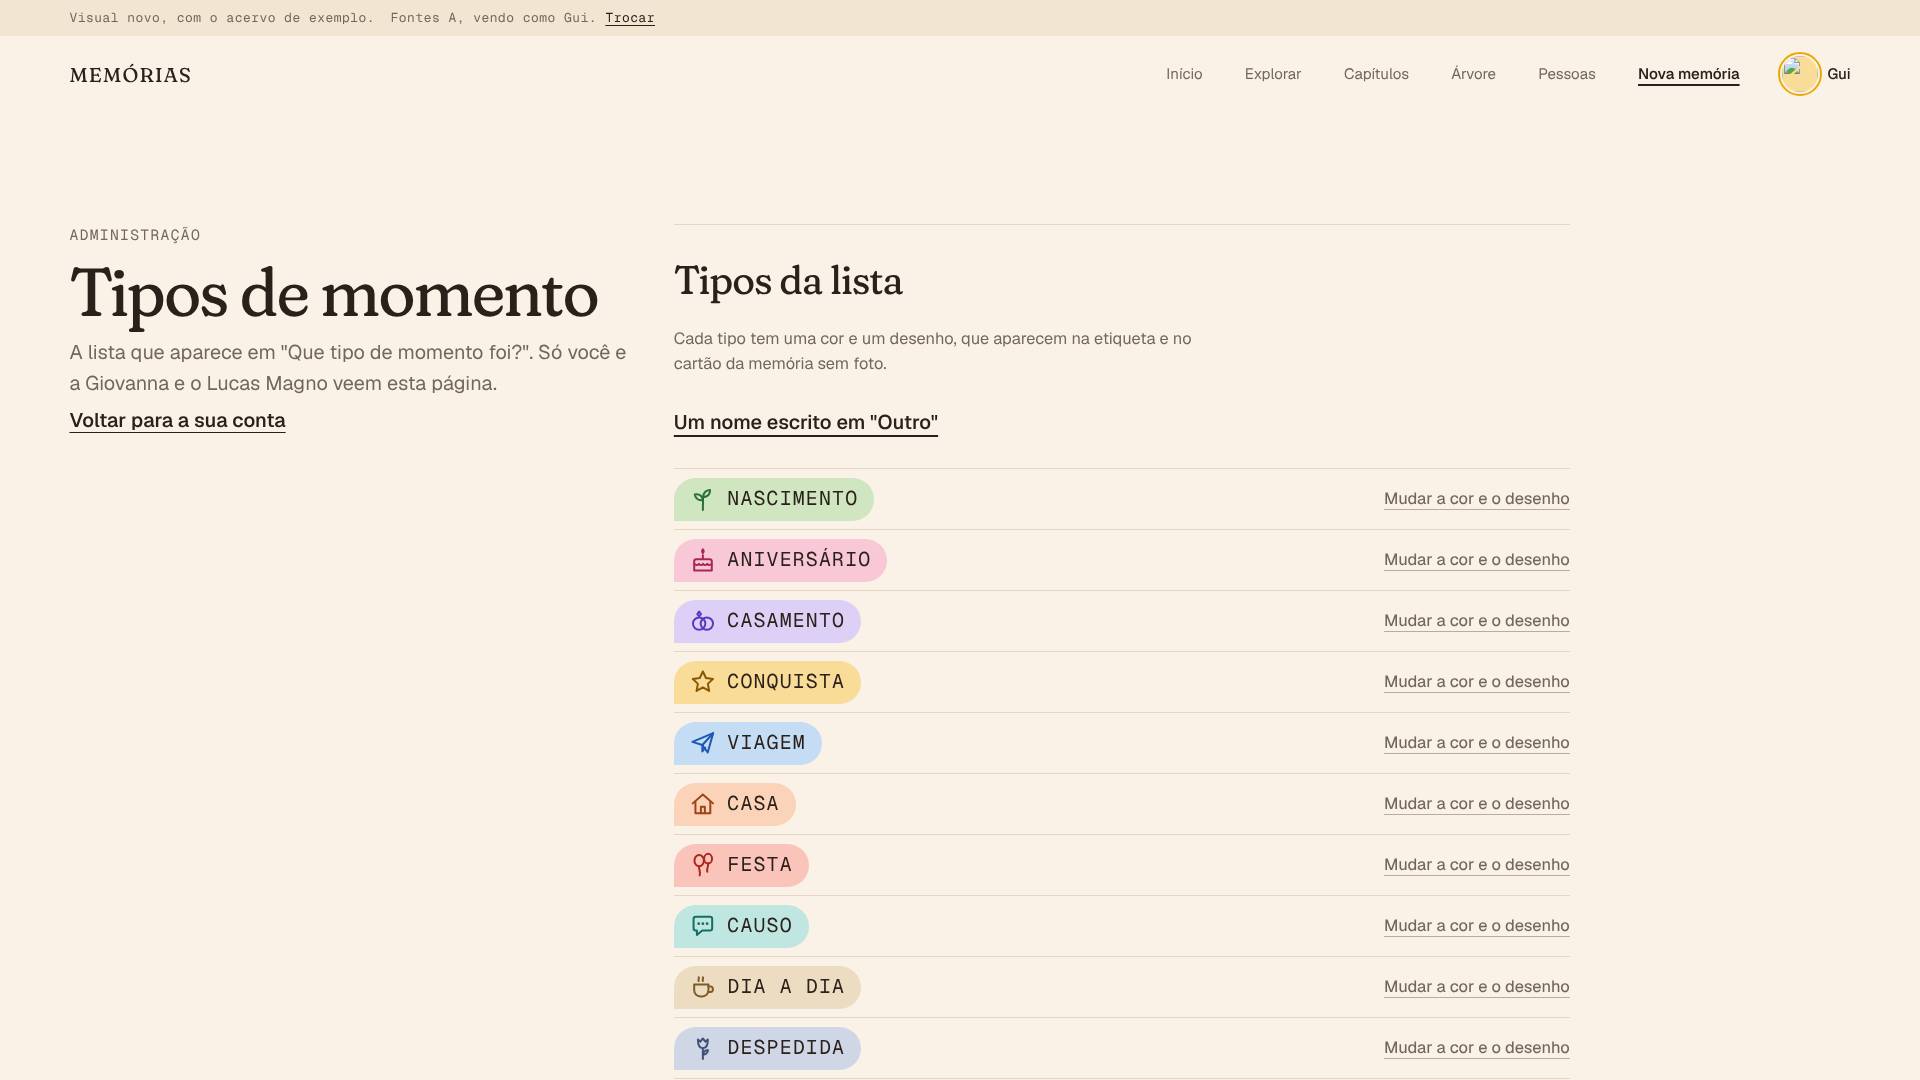 Visual novo, com o acervo de exemplo. Fontes A, vendo como Gui. Trocar
MEMÓRIAS
Início
Explorar
Capítulos
Árvore
Pessoas
Nova memória
Gui
ADMINISTRAÇÃO
Tipos de momento
A lista que aparece em "Que tipo de momento foi?". Só você e
a Giovanna e o Lucas Magno veem esta página.
Voltar para a sua conta
Tipos da lista
Cada tipo tem uma cor e um desenho, que aparecem na etiqueta e no
cartão da memória sem foto.
Um nome escrito em "Outro"
NASCIMENTO
Mudar a cor e o desenho
ANIVERSÁRIO
Mudar a cor e o desenho
CASAMENTO
Mudar a cor e o desenho
CONQUISTA
Mudar a cor e o desenho
VIAGEM
Mudar a cor e o desenho
CASA
Mudar a cor e o desenho
FESTA
Mudar a cor e o desenho
CAUSO
Mudar a cor e o desenho
DIA A DIA
Mudar a cor e o desenho
DESPEDIDA
Mudar a cor e o desenho